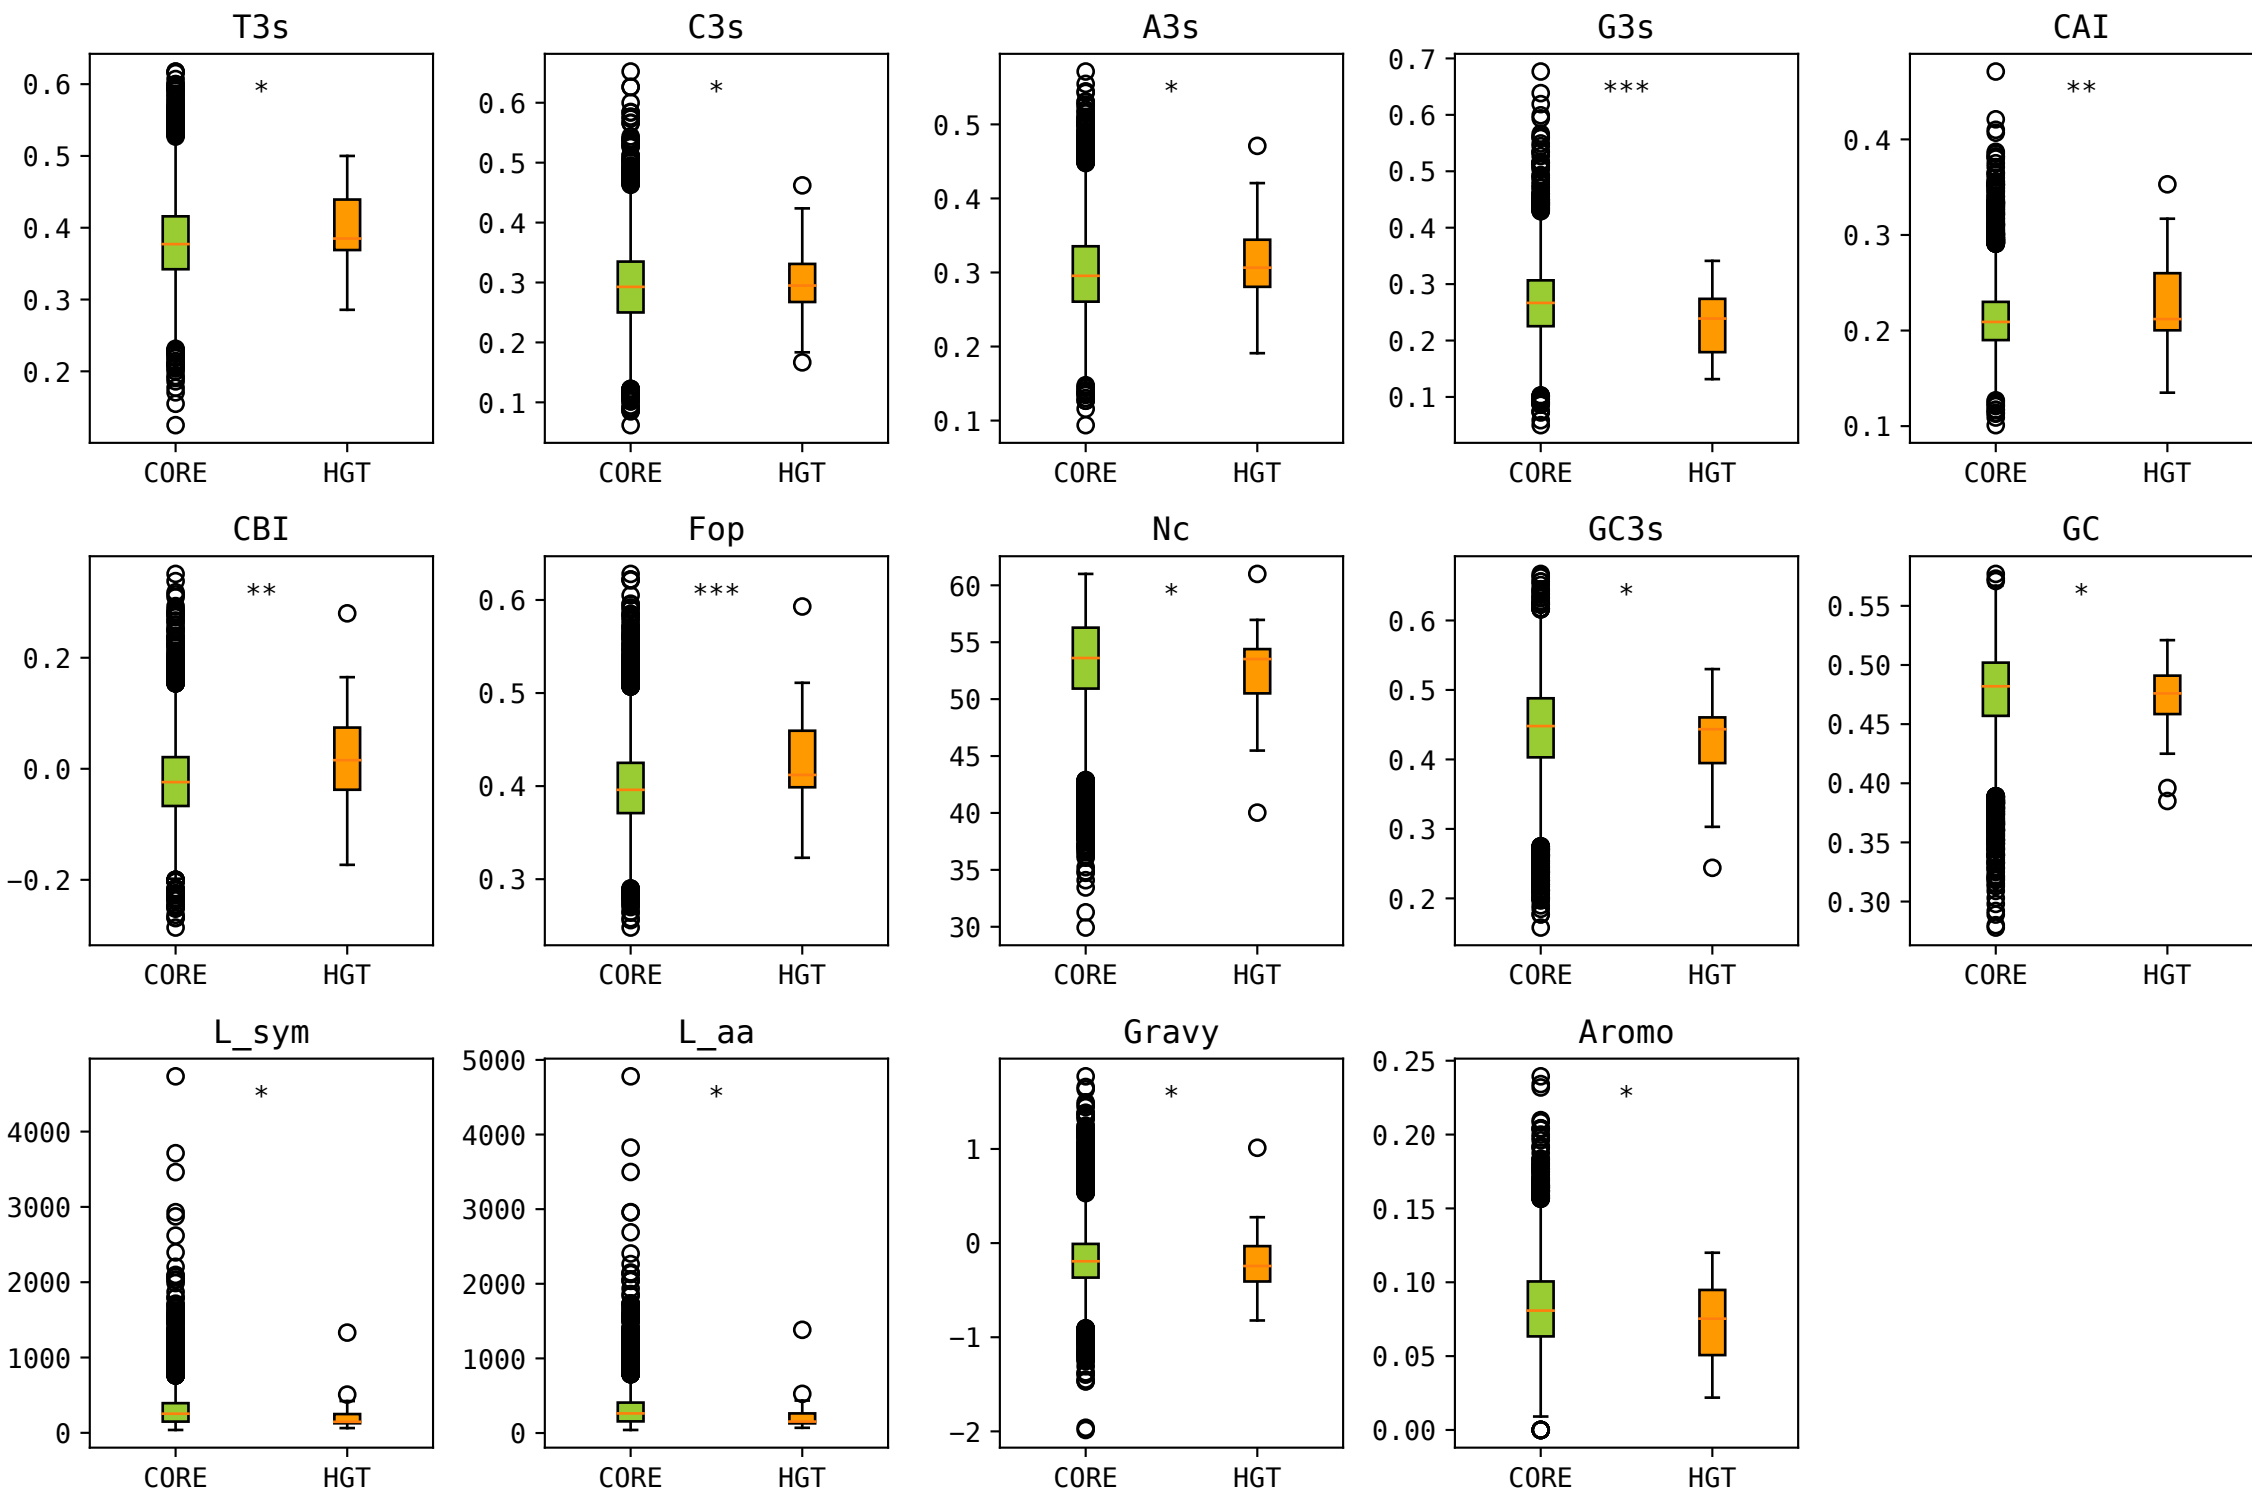 T3s
C3s
A3s
G3s
CAI
0.6
0.5
0.4
0.3
0.2
*
CORE
HGT
0.6
0.5
0.4
0.3
0.2
0.1
*
CORE
HGT
0.5
0.4
0.3
0.2
0.1
*
CORE
HGT
0.7
0.6
0.5
0.4
0.3
0.2
0.1
***
CORE
HGT
0.4
0.3
0.2
0.1
**
CORE
HGT
CBI
Fop
Nc
GC3s
GC
0.2
0.0
−0.2
**
CORE
HGT
0.6
0.5
0.4
0.3
***
CORE
HGT
60
55
50
45
40
35
30
*
CORE
HGT
0.6
0.5
0.4
0.3
0.2
*
CORE
HGT
0.55
0.50
0.45
0.40
0.35
0.30
*
CORE
HGT
L_sym
L_aa
Gravy
Aromo
4000
3000
2000
1000
0
*
CORE
HGT
5000
4000
3000
2000
1000
0
*
CORE
HGT
1
0
−1
−2
*
CORE
HGT
0.25
0.20
0.15
0.10
0.05
0.00
*
CORE
HGT